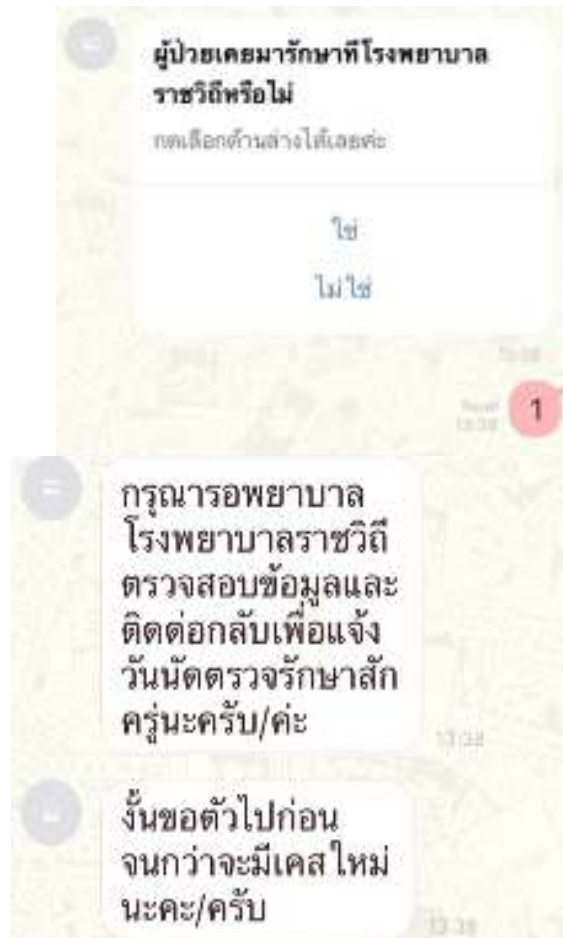 ผู้ป่วยเคยมารักษาที่โรงพยาบาล
ราชวิถีหรือไม่
กดเลือกด้านล่างได้เลยค่ะ
ใช่
ไม่ใช่
1
13:38
กรุณารอพยาบาล
โรงพยาบาลราชวิถี
ตรวจสอบข้อมูลและ
ติดต่อกลับเพื่อแจ้ง
วันนัดตรวจรักษาสัก
ครู่นะครับ/ค่ะ
13:38
งั้นขอตัวไปก่อน
จนกว่าจะมีเคสใหม่
นะคะ/ครับ
13:38